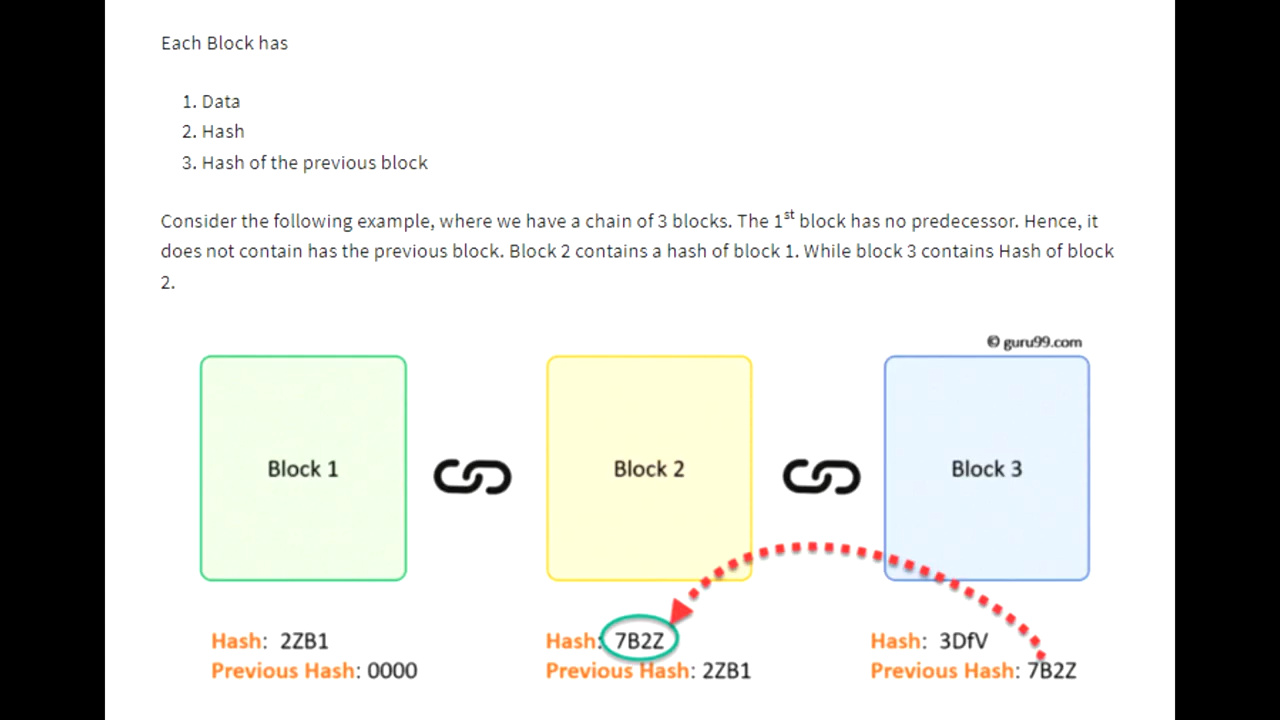 Each Block has
1. Data
2. Hash
3. Hash of the previous block
Consider the following example, where we have a chain of 3 blocks. The 1st block has no predecessor. Hence, it
does not contain has the previous block. Block 2 contains a hash of block 1. While block 3 contains Hash of block
2.
© guru99.com
Block 1
Block 2
Block 3
Hash: 2ZB1
Previous Hash: 0000
Hash: 7B2Z
Previous Hash: 2ZB1
Hash: 3DfV
Previous Hash: 7B2Z